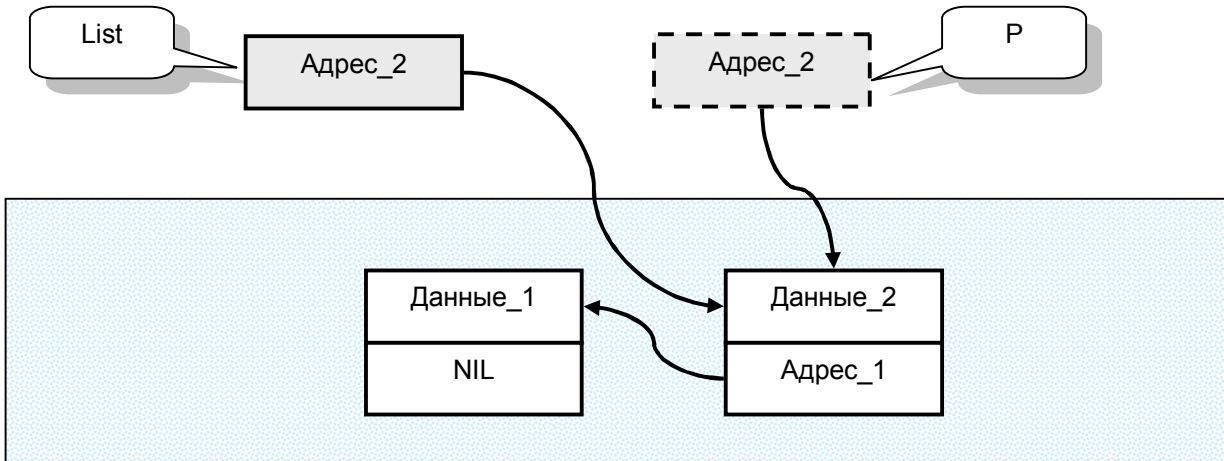 List
Адрес_2
Адрес_2
P
Данные_1
Данные_2
NIL
Адрес_1